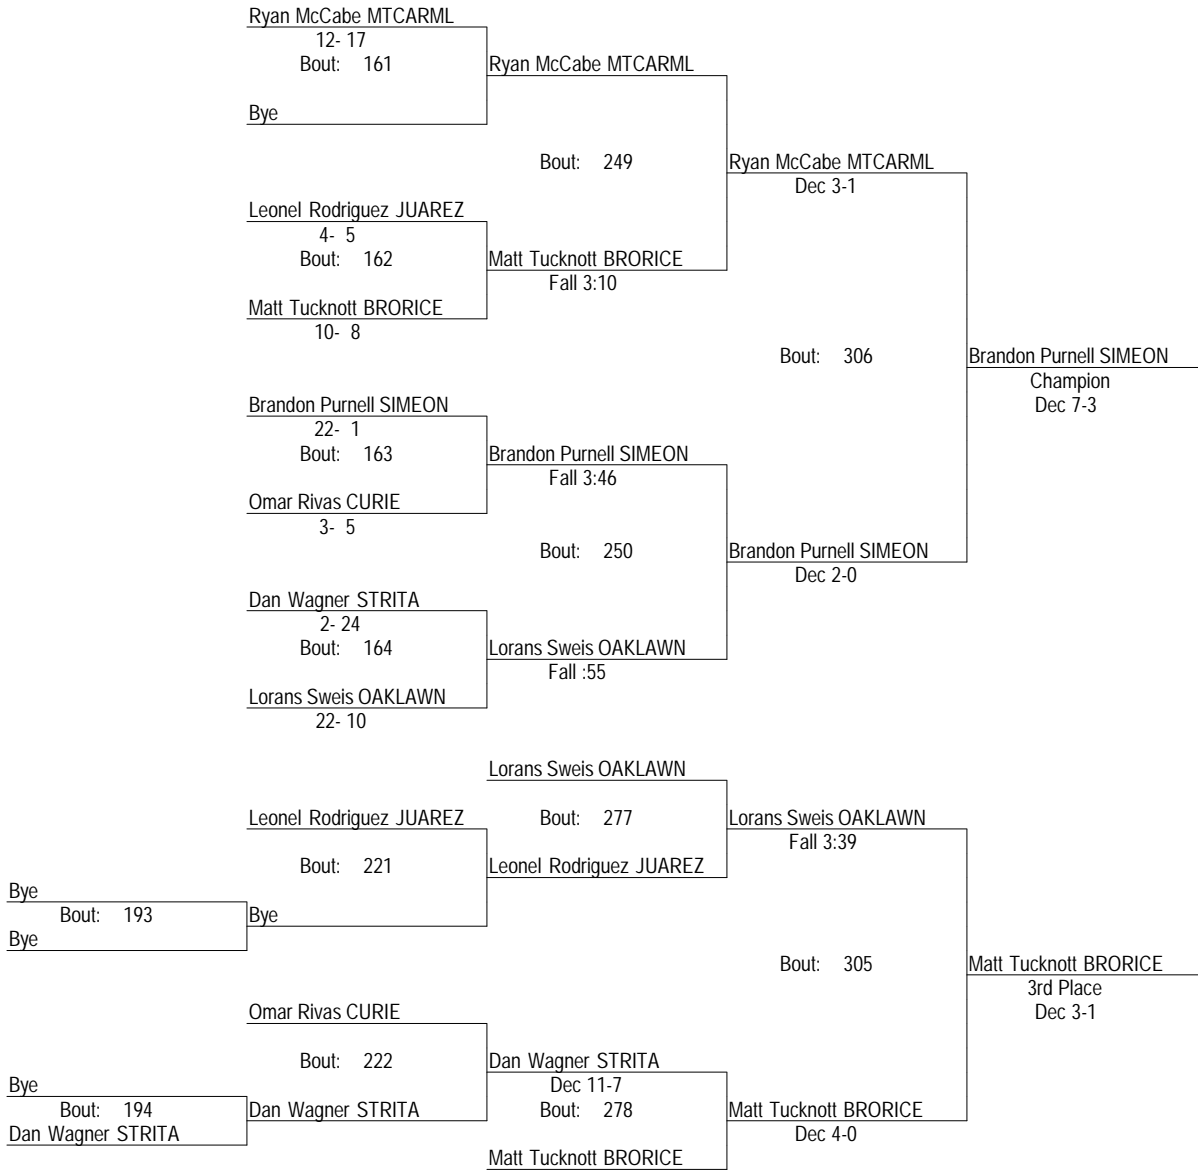 Ryan McCabe MTCARML
12- 17
Bout: 161
Ryan McCabe MTCARML
Bye
Bout: 249
Ryan McCabe MTCARML
Dec 3-1
Leonel Rodriguez JUAREZ
4- 5
Bout: 162
Matt Tucknott BRORICE
Fall 3:10
Matt Tucknott BRORICE
10- 8
Bout: 306
Brandon Purnell SIMEON
Champion
Dec 7-3
Brandon Purnell SIMEON
22- 1
Bout: 163
Brandon Purnell SIMEON
Fall 3:46
Omar Rivas CURIE
3- 5
Bout: 250
Brandon Purnell SIMEON
Dec 2-0
Dan Wagner STRITA
2- 24
Bout: 164
Lorans Sweis OAKLAWN
Fall :55
Lorans Sweis OAKLAWN
22- 10
Lorans Sweis OAKLAWN
Leonel Rodriguez JUAREZ
Bout: 277
Lorans Sweis OAKLAWN
Fall 3:39
Bout: 221
Leonel Rodriguez JUAREZ
Bye
Bout: 193
Bye
Bye
Bout: 305
Matt Tucknott BRORICE
3rd Place
Dec 3-1
Omar Rivas CURIE
Bout: 222
Dan Wagner STRITA
Dec 11-7
Bye
Bout: 194
Dan Wagner STRITA
Bout: 278
Matt Tucknott BRORICE
Dec 4-0
Dan Wagner STRITA
Matt Tucknott BRORICE